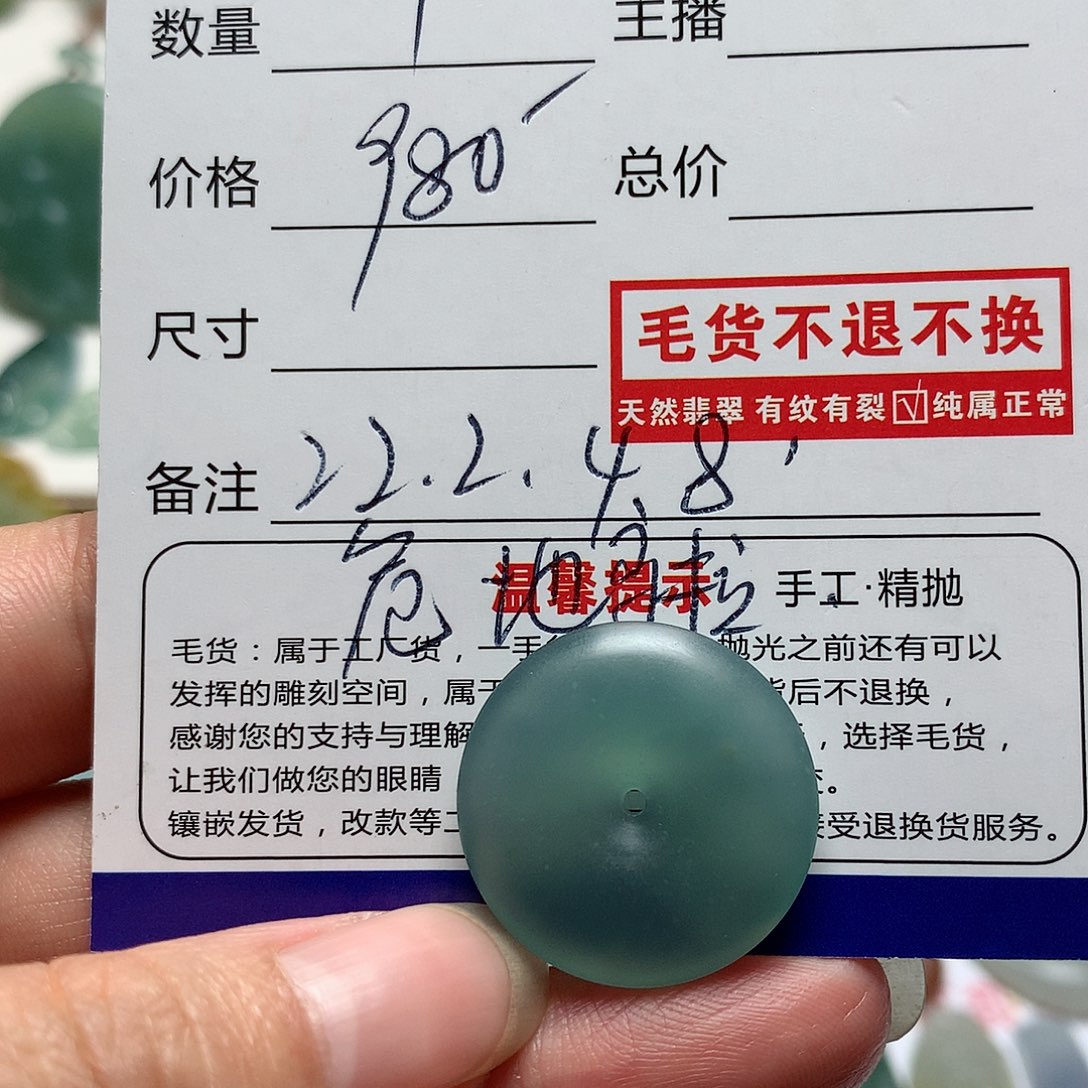 数量 1 主播
价格 980 总价
尺寸
毛货不退不换
天然翡翠 有纹有裂 ☑ 纯属正常
备注 22.2. 4.8
温馨提示 手工·精抛
毛货：属于工厂货，一手 抛光之前还有可以
发挥的雕刻空间，属于 货后不退换，
感谢您的支持与理解 ，选择毛货，
让我们做您的眼睛 。
镶嵌发货，改款等 接受退换货服务。